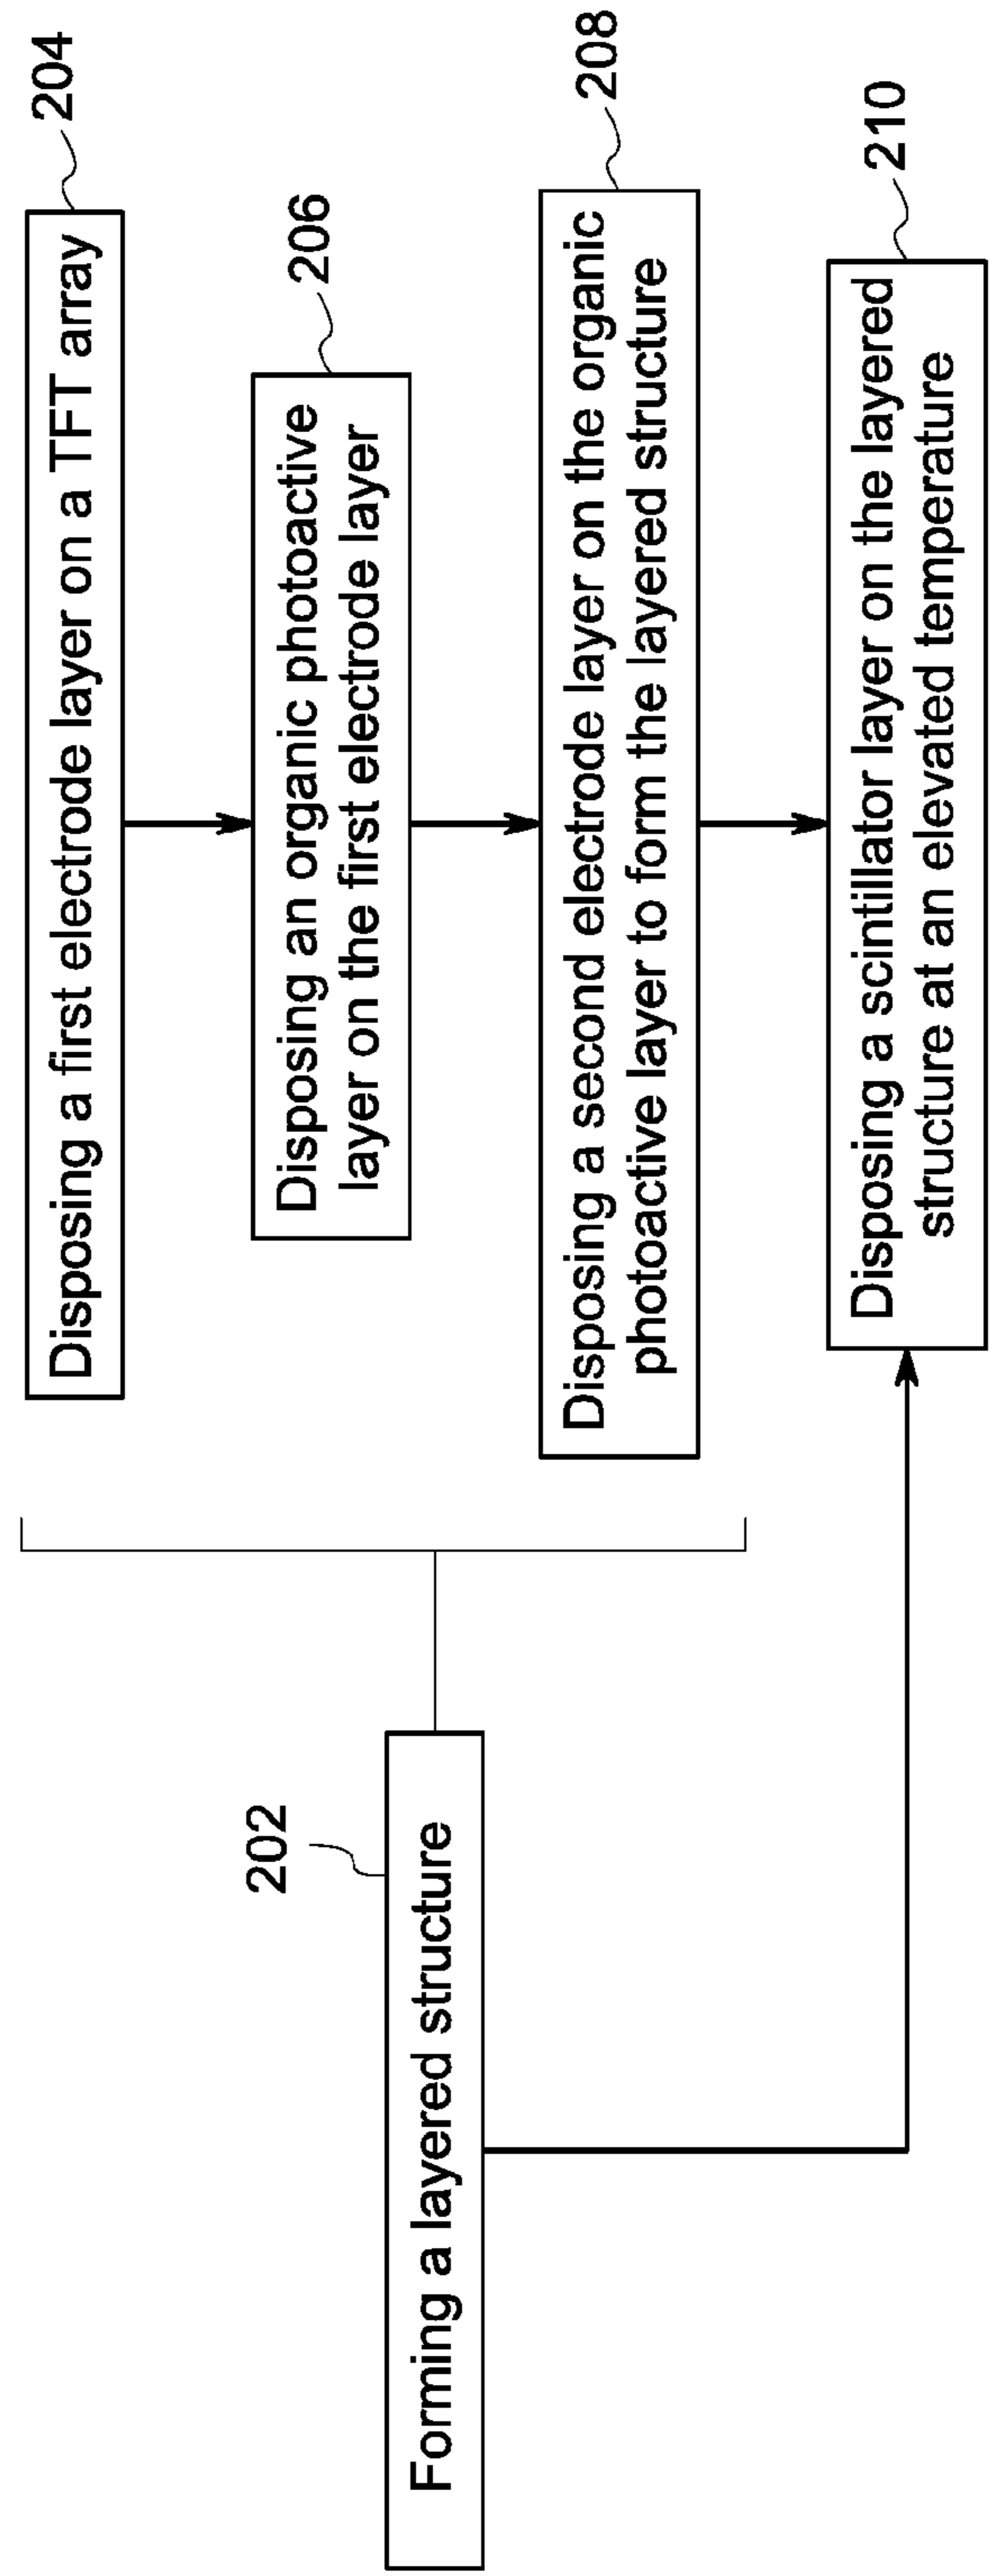 Forming a layered structure
202
Disposing a first electrode layer on a TFT array
204
Disposing an organic photoactive
layer on the first electrode layer
206
Disposing a second electrode layer on the organic
photoactive layer to form the layered structure
208
Disposing a scintillator layer on the layered
structure at an elevated temperature
210